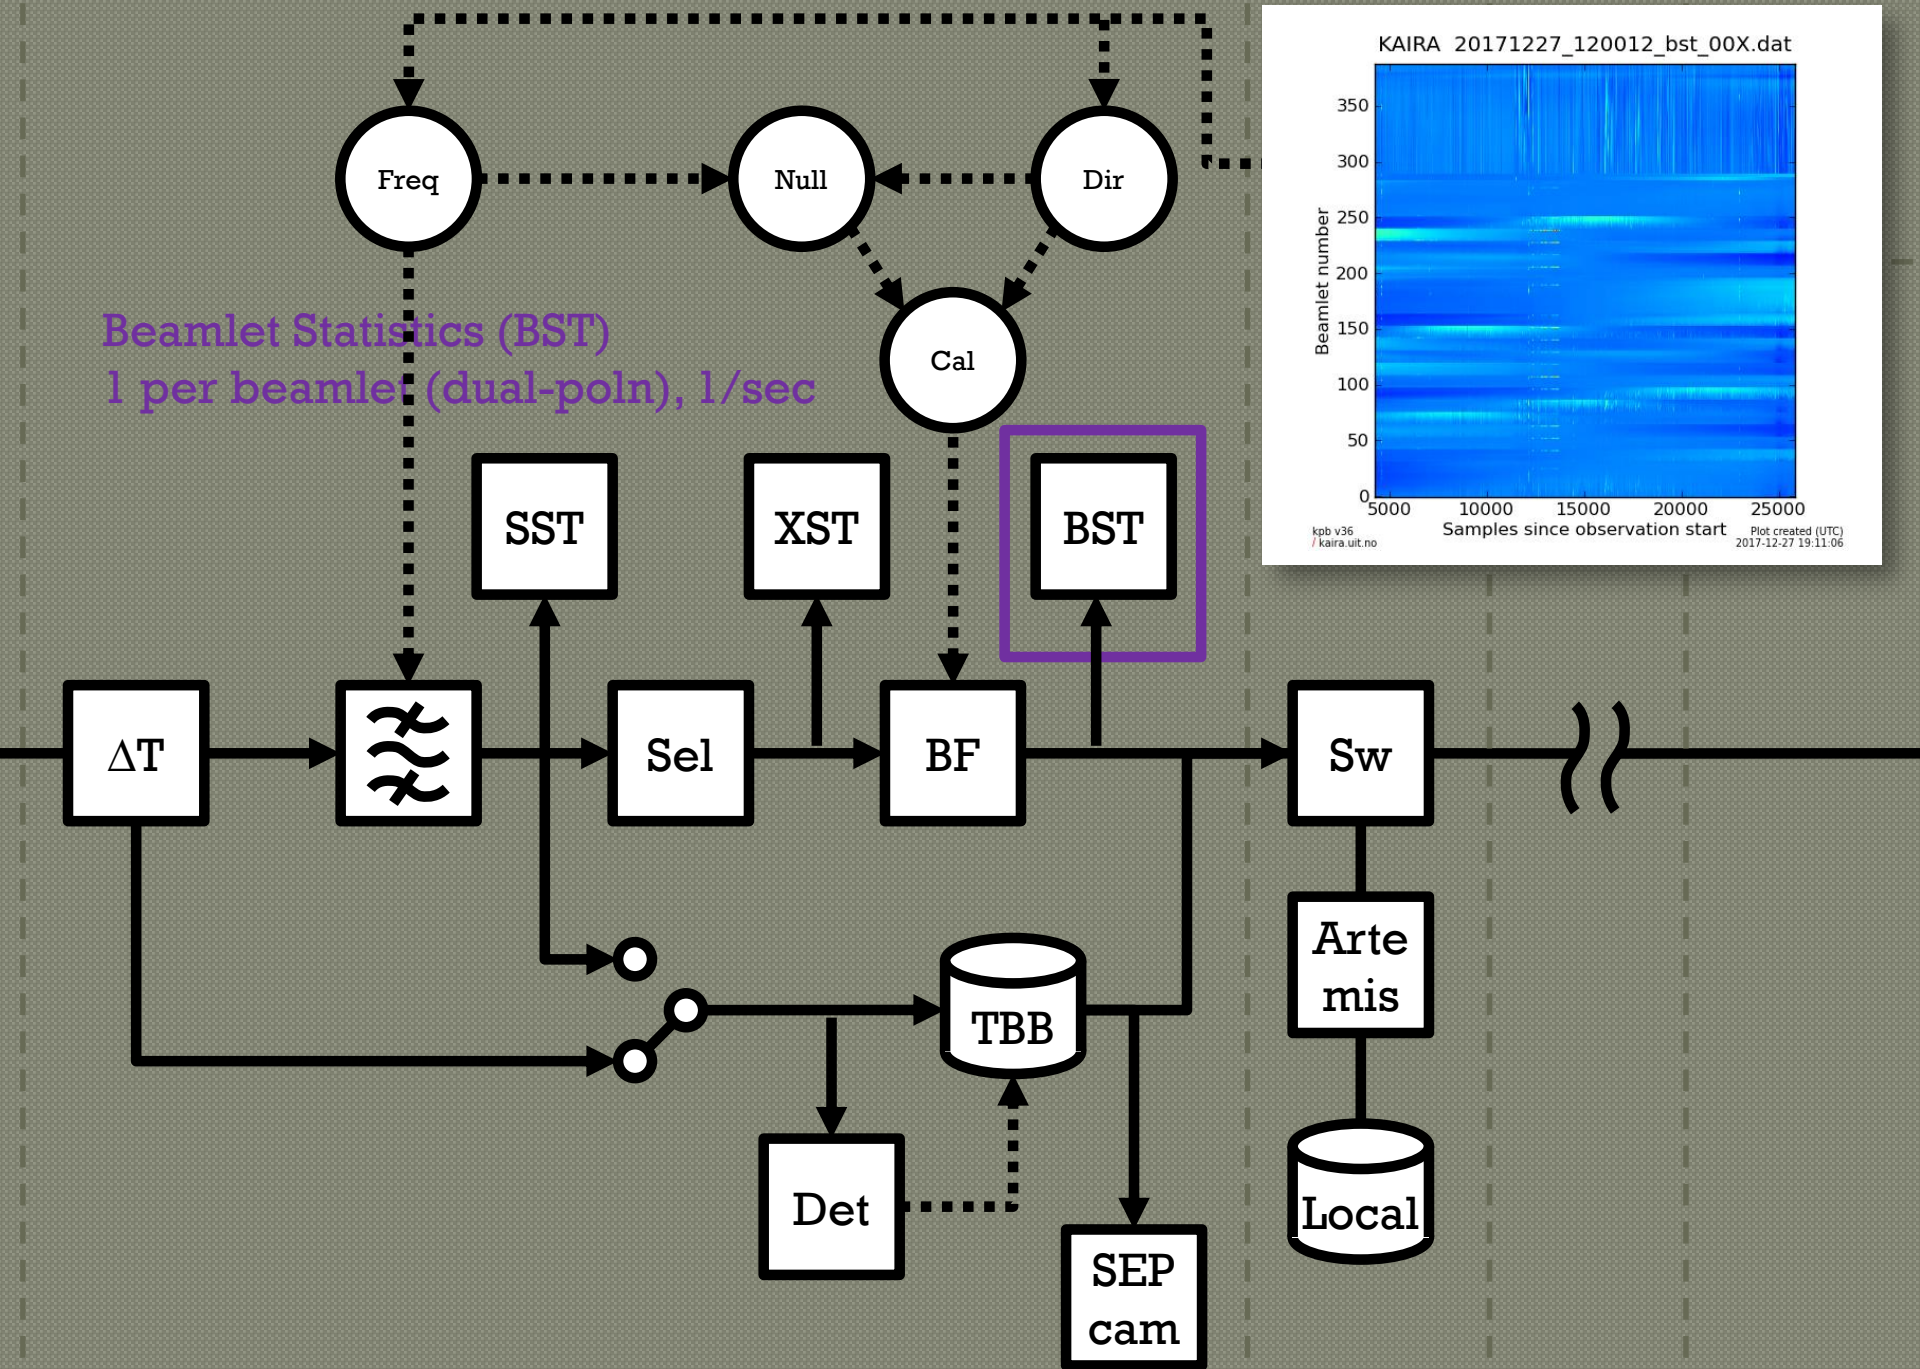 KAIRA 20171227_120012_bst_00X.dat
350
300
250
200
150
100
50
0
Beamlet number
5000 10000 15000 20000 25000
Samples since observation start
kpb v36
/ kaira.uit.no
Plot created (UTC)
2017-12-27 19:11:06
Freq
Null
Dir
Beamlet Statistics (BST)
1 per beamlet (dual-poln), 1/sec
Cal
SST
XST
BST
ΔT
Sel
BF
Sw
Arte
mis
TBB
Det
Local
SEP
cam